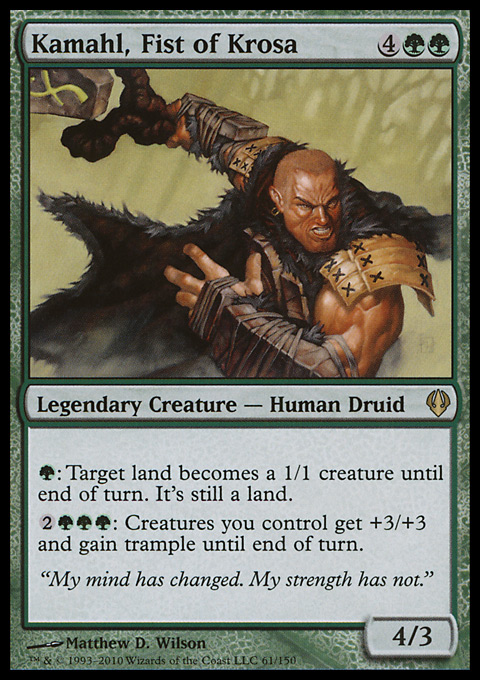 Kamahl, Fist of Krosa 4
Legendary Creature — Human Druid
: Target land becomes a 1/1 creature until
end of turn. It's still a land.
2 : Creatures you control get +3/+3
and gain trample until end of turn.
“My mind has changed. My strength has not.”
4/3
Matthew D. Wilson
™ & © 1993–2010 Wizards of the Coast LLC 61/150